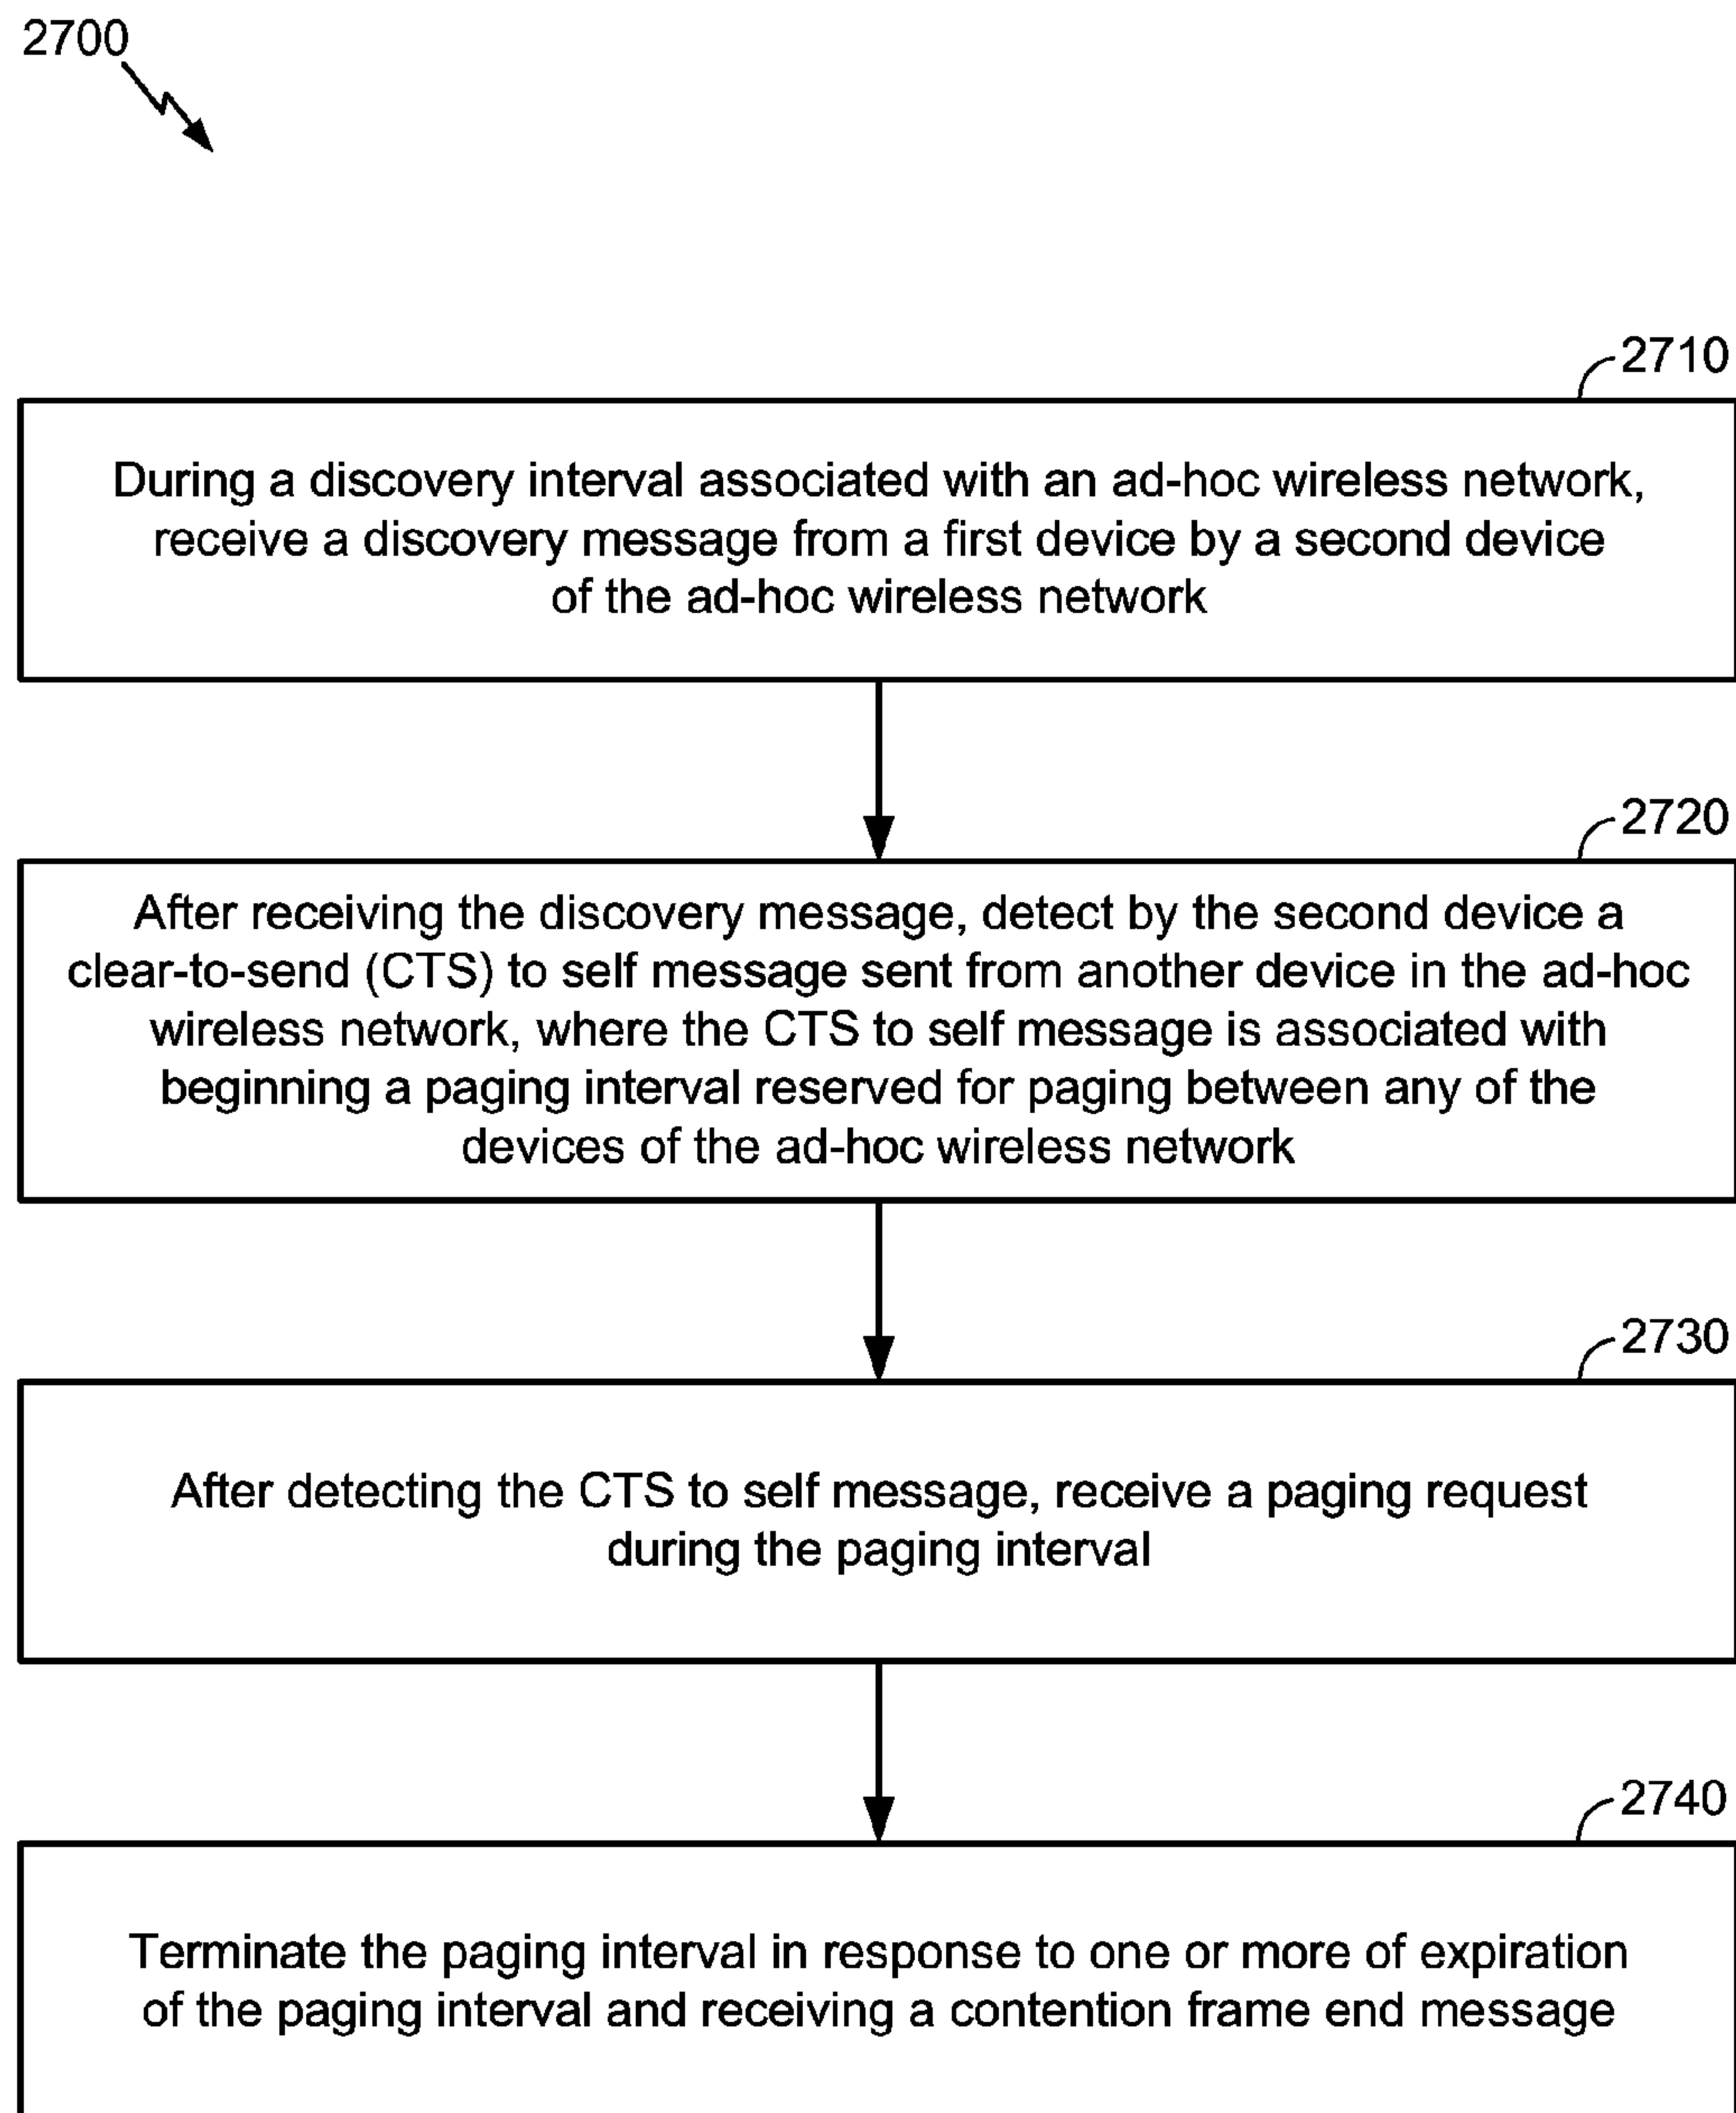 2700
2710
During a discovery interval associated with an ad-hoc wireless network,
receive a discovery message from a first device by a second device
of the ad-hoc wireless network
2720
After receiving the discovery message, detect by the second device a
clear-to-send (CTS) to self message sent from another device in the ad-hoc
wireless network, where the CTS to self message is associated with
beginning a paging interval reserved for paging between any of the
devices of the ad-hoc wireless network
2730
After detecting the CTS to self message, receive a paging request
during the paging interval
2740
Terminate the paging interval in response to one or more of expiration
of the paging interval and receiving a contention frame end message